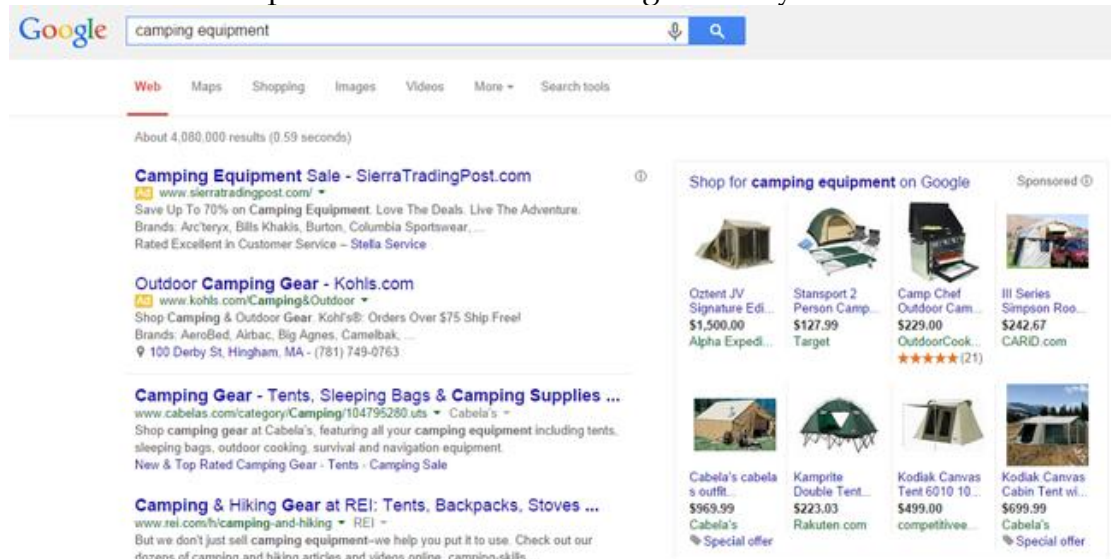 Google camping equipment
Web Maps Shopping Images Videos More Search tools
About 4,080,000 results (0.59 seconds)
Camping Equipment Sale - SierraTradingPost.com
Ad www.sierratradingpost.com/
Save Up To 70% on Camping Equipment. Love The Deals. Live The Adventure.
Brands: Arc'teryx, Bills Khakis, Burton, Columbia Sportswear, ...
Rated Excellent in Customer Service – Stella Service
Outdoor Camping Gear - Kohls.com
Ad www.kohls.com/Camping&Outdoor
Shop Camping & Outdoor Gear. Kohl's®: Orders Over $75 Ship Free!
Brands: AeroBed, Airbac, Big Agnes, Camelbak, ...
100 Derby St, Hingham, MA - (781) 749-0763
Camping Gear - Tents, Sleeping Bags & Camping Supplies ...
www.cabelas.com/category/Camping/104795280.uts Cabela's
Shop camping gear at Cabela's, featuring all your camping equipment including tents,
sleeping bags, outdoor cooking, survival and navigation equipment.
New & Top Rated Camping Gear - Tents - Camping Sale
Camping & Hiking Gear at REI: Tents, Backpacks, Stoves ...
www.rei.com/h/camping-and-hiking REI
But we don't just sell camping equipment–we help you put it to use. Check out our
dozens of camping and hiking articles and videos online. camping-skills
Shop for camping equipment on Google Sponsored
Oztent JV
Signature Edi...
$1,500.00
Alpha Expedi...
Stansport 2
Person Camp...
$127.99
Target
Camp Chef
Outdoor Cam...
$229.00
OutdoorCook...
(21)
III Series
Simpson Roo...
$242.67
CARiD.com
Cabela's cabela
s outfit...
$969.99
Cabela's
Special offer
Kamprite
Double Tent...
$223.03
Rakuten.com
Kodiak Canvas
Tent 6010 10...
$499.00
competitivee...
Kodiak Canvas
Cabin Tent wi...
$699.99
Cabela's
Special offer